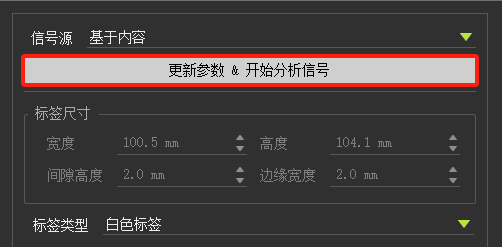 信号源 基于内容
更新参数 & 开始分析信号
标签尺寸
宽度 100.5 mm 高度 104.1 mm
间隙高度 2.0 mm 边缘宽度 2.0 mm
标签类型 白色标签